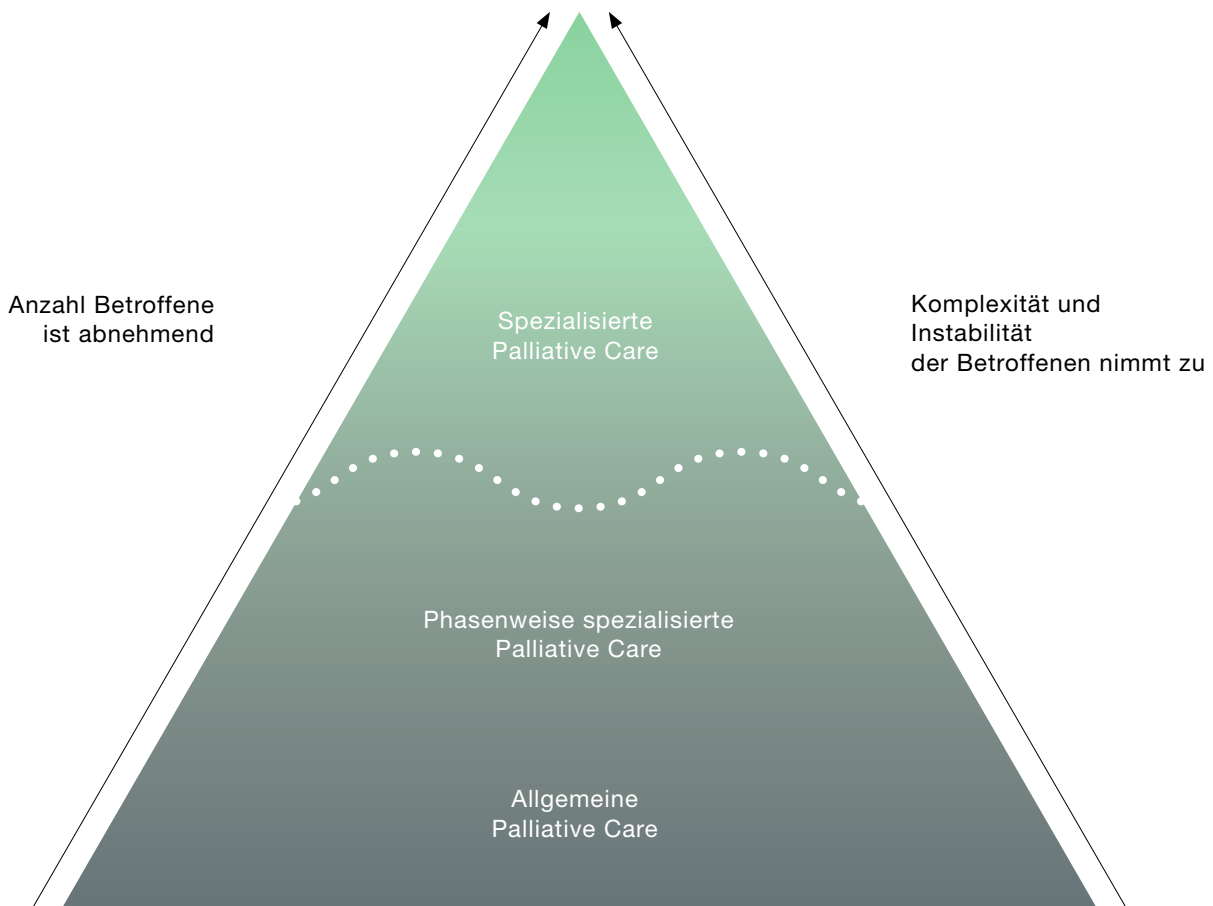 Anzahl Betroffene
ist abnehmend
Komplexität und
Instabilität
der Betroffenen nimmt zu
Spezialisierte
Palliative Care
Phasenweise spezialisierte
Palliative Care
Allgemeine
Palliative Care